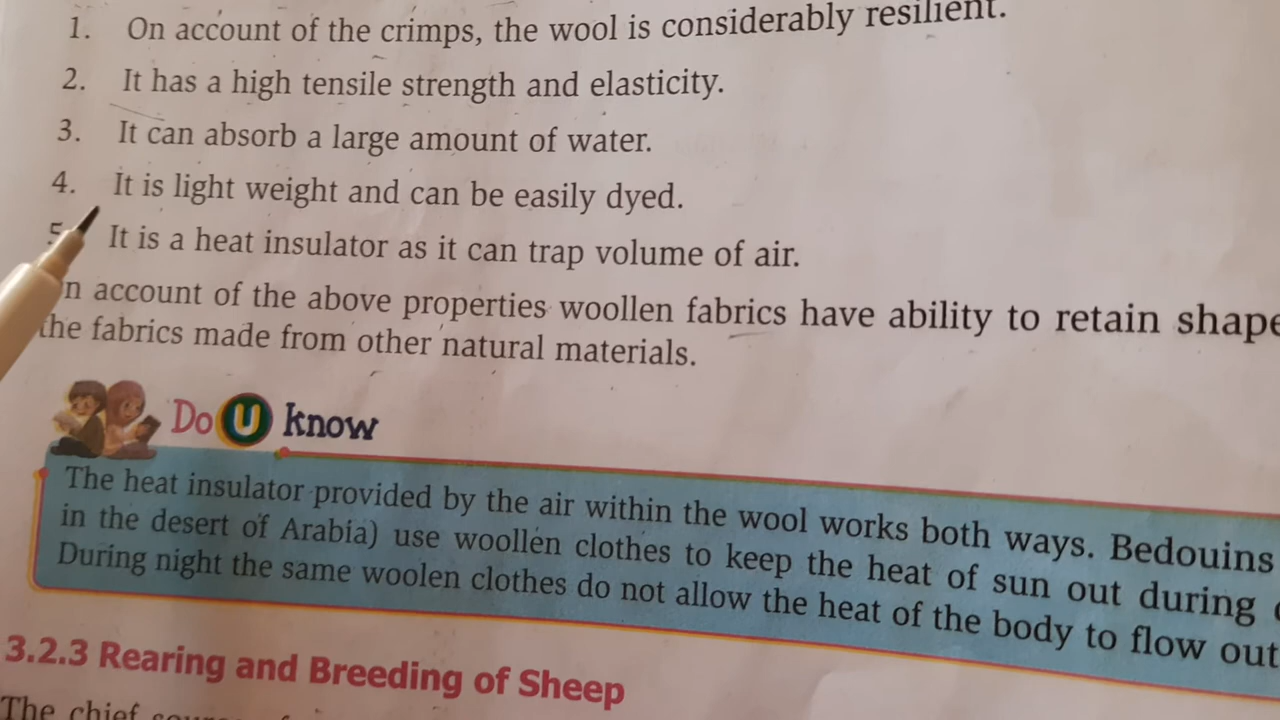 1. On account of the crimps, the wool is considerably resilient.
2. It has a high tensile strength and elasticity.
3. It can absorb a large amount of water.
4. It is light weight and can be easily dyed.
5 It is a heat insulator as it can trap volume of air.
n account of the above properties woollen fabrics have ability to retain shape
the fabrics made from other natural materials.
Do U know
The heat insulator provided by the air within the wool works both ways. Bedouins
in the desert of Arabia) use woollen clothes to keep the heat of sun out during
During night the same woolen clothes do not allow the heat of the body to flow out
3.2.3 Rearing and Breeding of Sheep
The chief